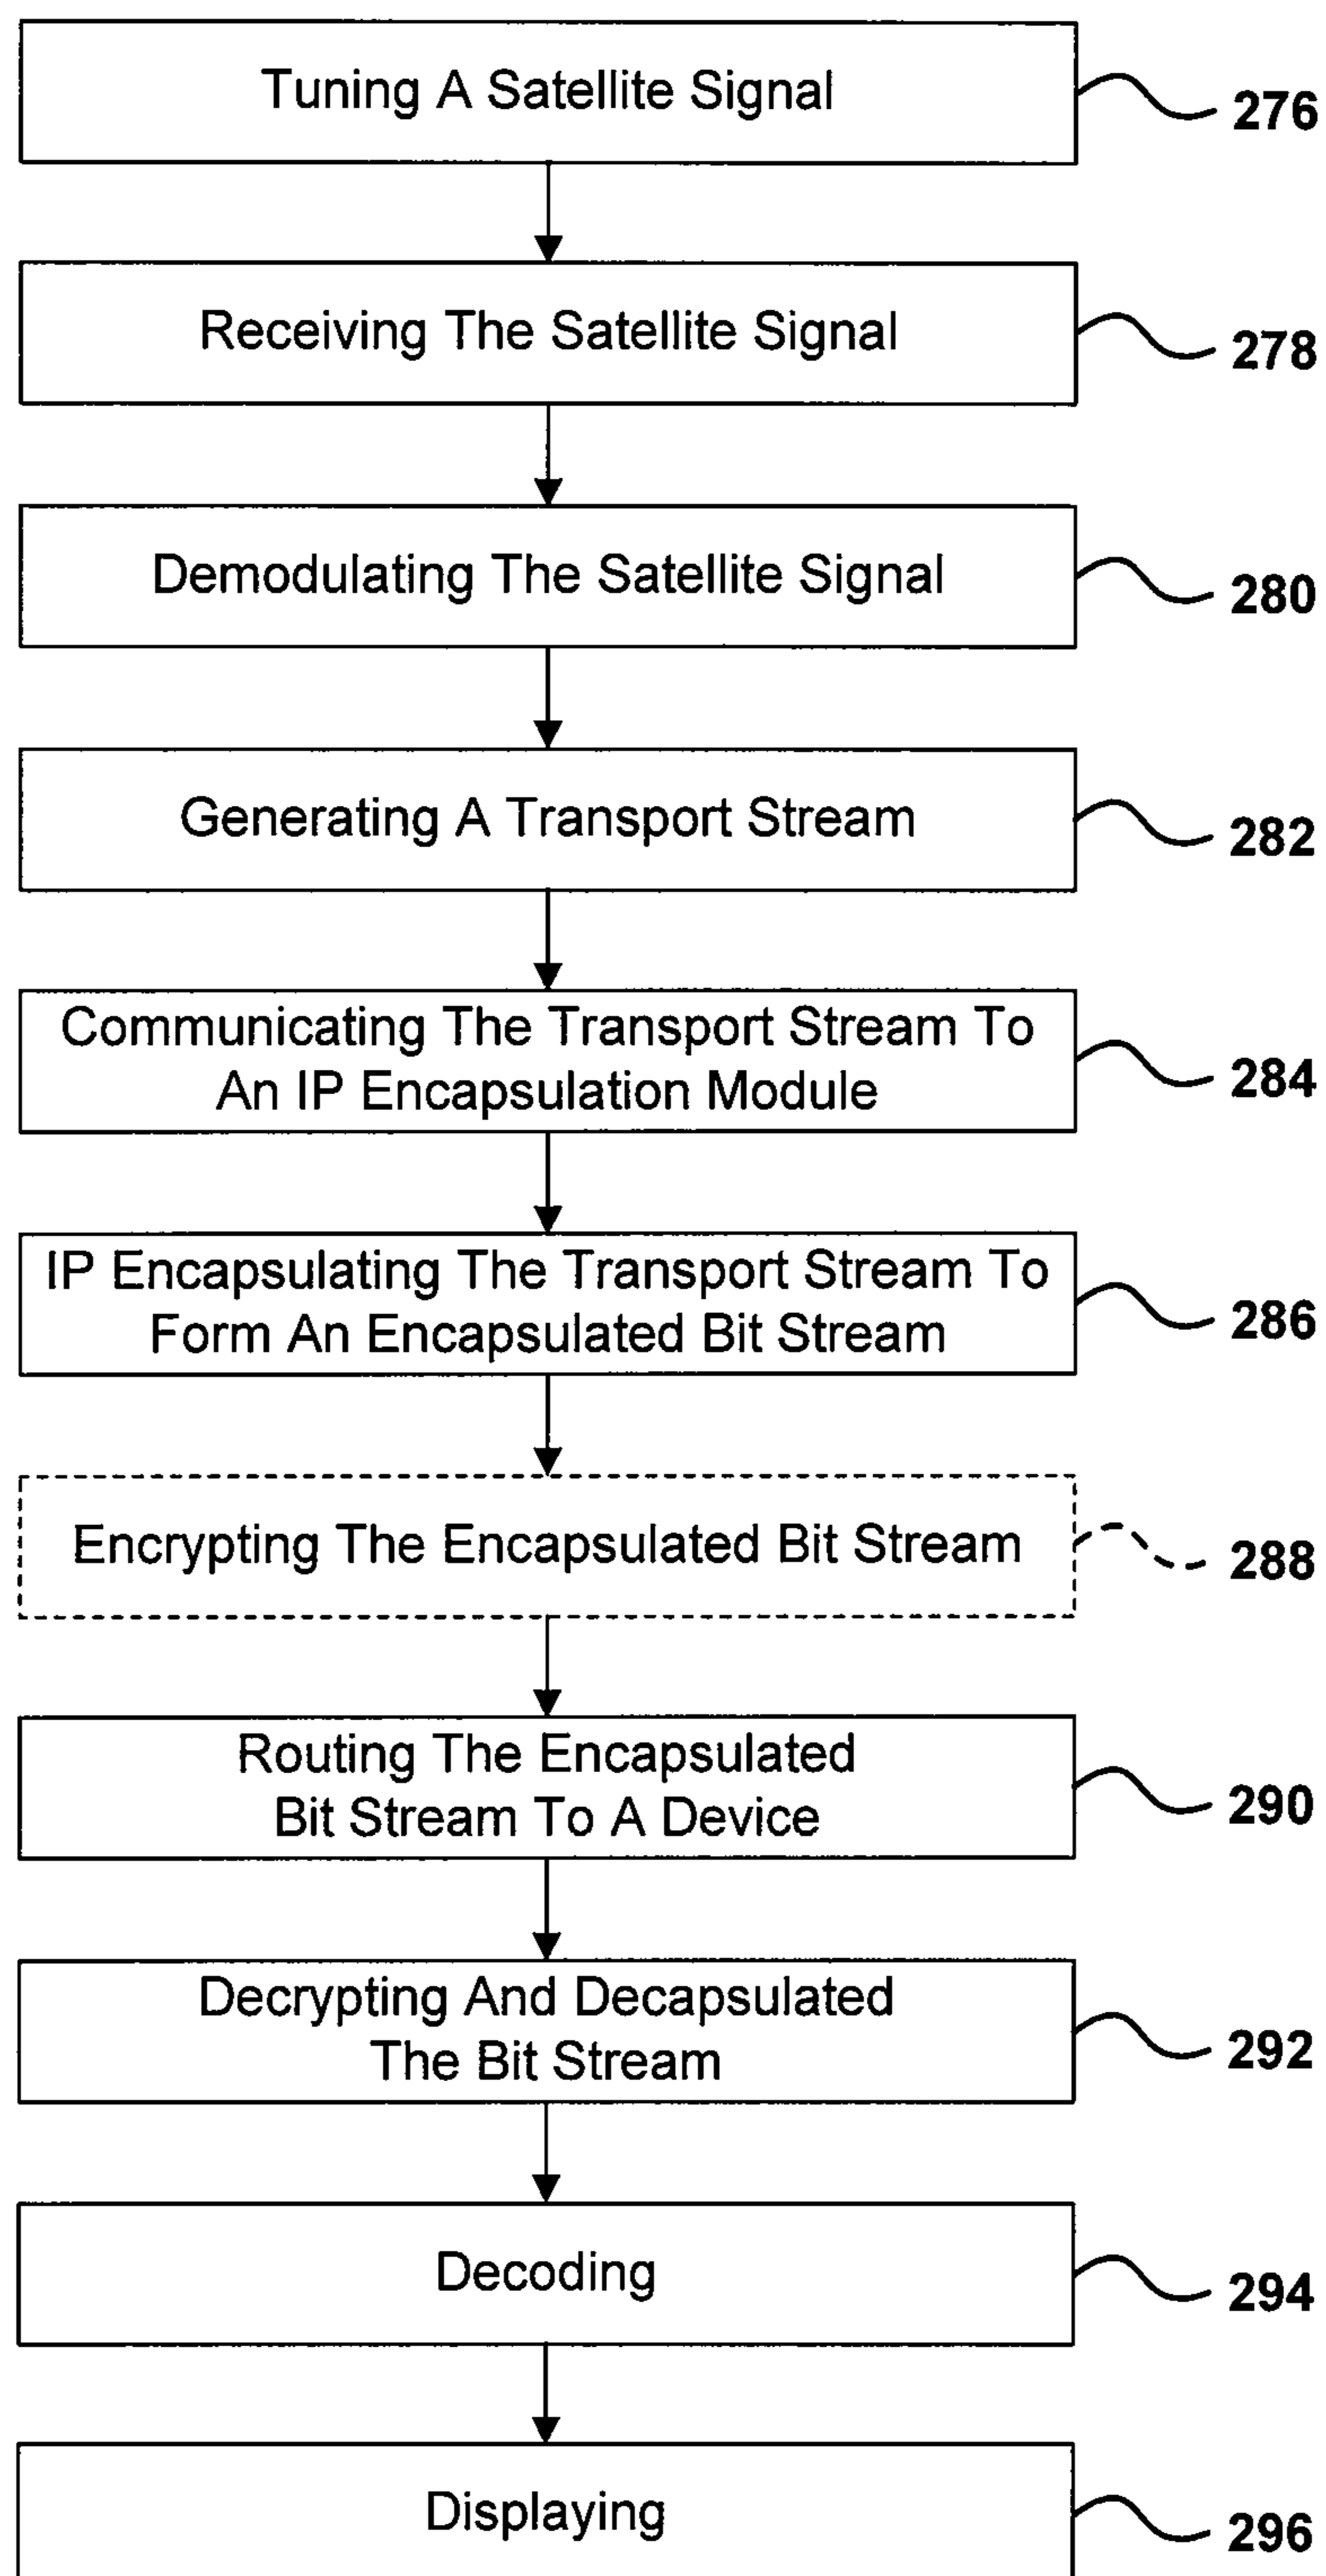 Tuning A Satellite Signal
276
Receiving The Satellite Signal
278
Demodulating The Satellite Signal
280
Generating A Transport Stream
282
Communicating The Transport Stream To
An IP Encapsulation Module
284
IP Encapsulating The Transport Stream To
Form An Encapsulated Bit Stream
286
Encrypting The Encapsulated Bit Stream
288
Routing The Encapsulated
Bit Stream To A Device
290
Decrypting And Decapsulated
The Bit Stream
292
Decoding
294
Displaying
296